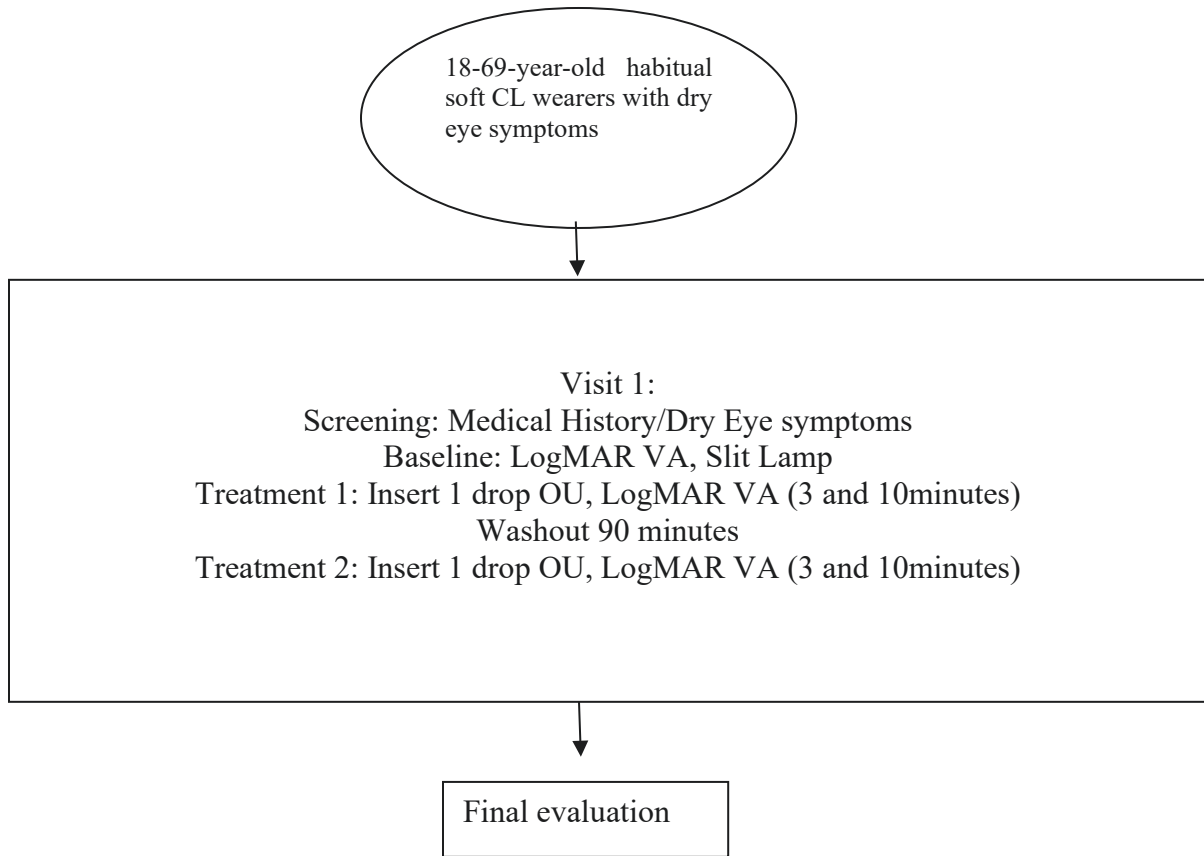 18-69-year-old habitual
soft CL wearers with dry
eye symptoms
Visit 1:
Screening: Medical History/Dry Eye symptoms
Baseline: LogMAR VA, Slit Lamp
Treatment 1: Insert 1 drop OU, LogMAR VA (3 and 10minutes)
Washout 90 minutes
Treatment 2: Insert 1 drop OU, LogMAR VA (3 and 10minutes)
Final evaluation